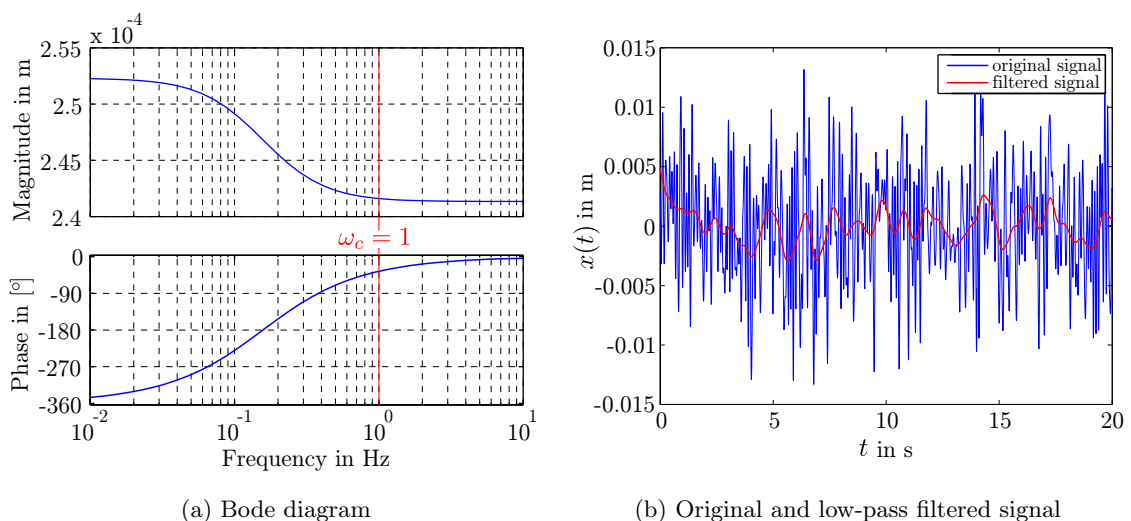 x 10^-4
2.55
2.5
2.45
2.4
Magnitude in m
ω_c = 1
0
-90
-180
-270
-360
Phase in [°]
10^-2
10^-1
10^0
10^1
Frequency in Hz
(a) Bode diagram
0.015
0.01
0.005
0
-0.005
-0.01
-0.015
x(t) in m
original signal
filtered signal
0
5
10
15
20
t in s
(b) Original and low-pass filtered signal